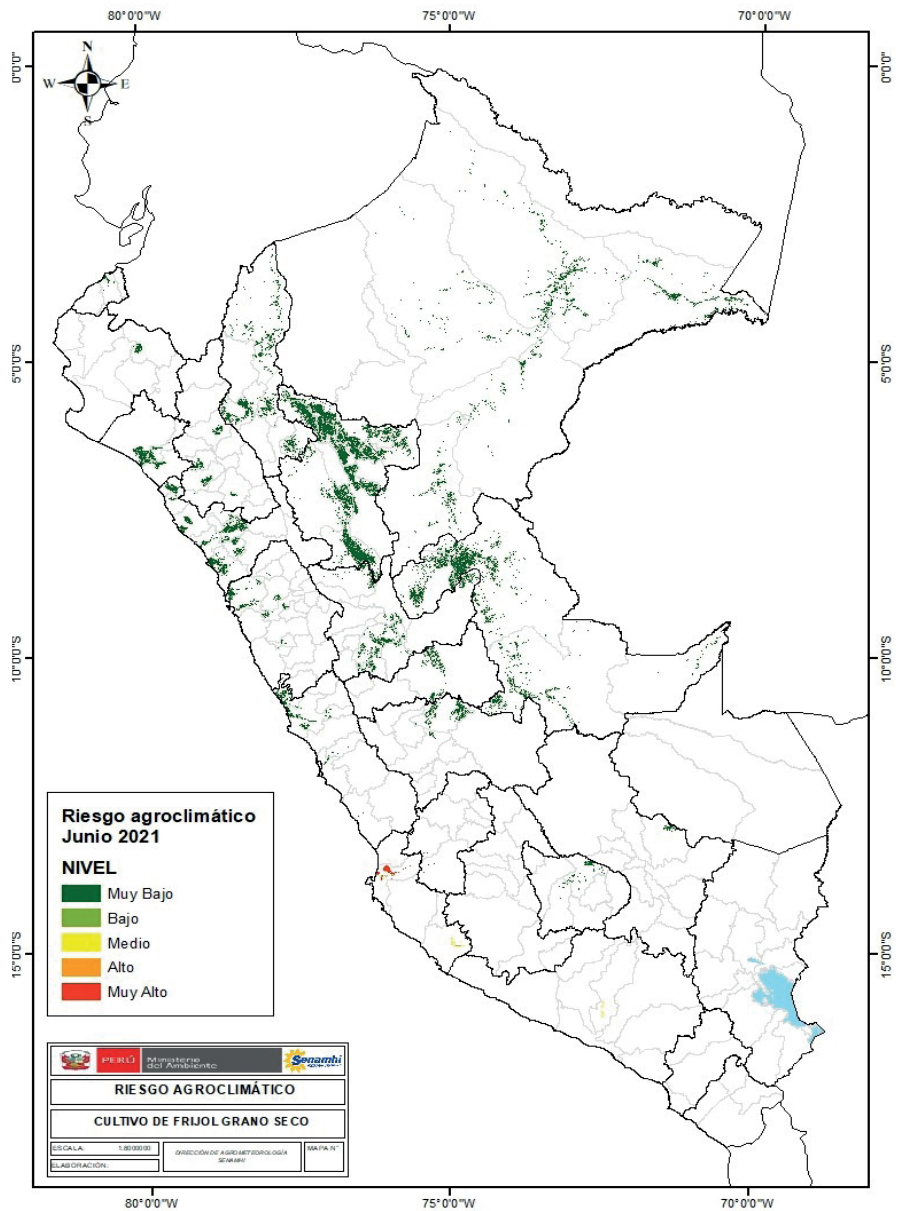 80°0'0"W 75°0'0"W 70°0'0"W
0°0'0" 0°0'0"
N
W E
S
5°0'0"S 5°0'0"S
10°0'0"S 10°0'0"S
15°0'0"S 15°0'0"S
Riesgo agroclimático
Junio 2021
NIVEL
Muy Bajo
Bajo
Medio
Alto
Muy Alto
PERÚ Ministerio
del Ambiente
Senamhi
RIESGO AGROCLIMÁTICO
CULTIVO DE FRIJOL GRANO SECO
ESCALA: 1:8000000
DIRECCIÓN DE AGROMETEOROLOGÍA
SENAMHI
MAPA N°
ELABORACIÓN:
80°0'0"W 75°0'0"W 70°0'0"W